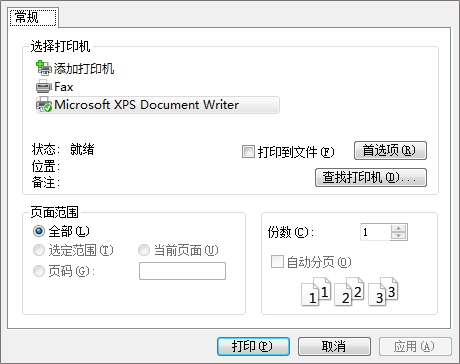 常规
选择打印机
添加打印机
Fax
Microsoft XPS Document Writer
状态: 就绪
打印到文件(F)
首选项(R)
位置:
备注:
查找打印机(D)...
页面范围
全部(L)
选定范围(T)
当前页面(U)
页码(G):
份数(C): 1
自动分页(O)
1 1 2 2 3 3
打印(P)
取消
应用(A)